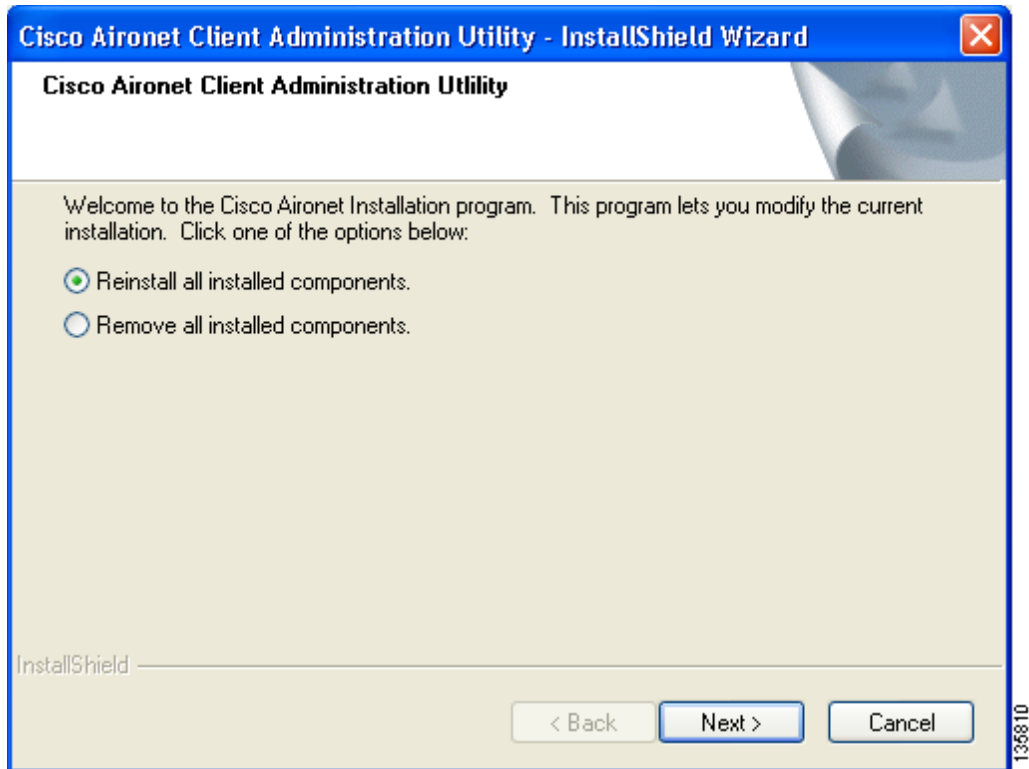 Cisco Aironet Client Administration Utility - InstallShield Wizard
Cisco Aironet Client Administration Utlility
Welcome to the Cisco Aironet Installation program. This program lets you modify the current
installation. Click one of the options below:
Reinstall all installed components.
Remove all installed components.
InstallShield
< Back
Next >
Cancel
135810